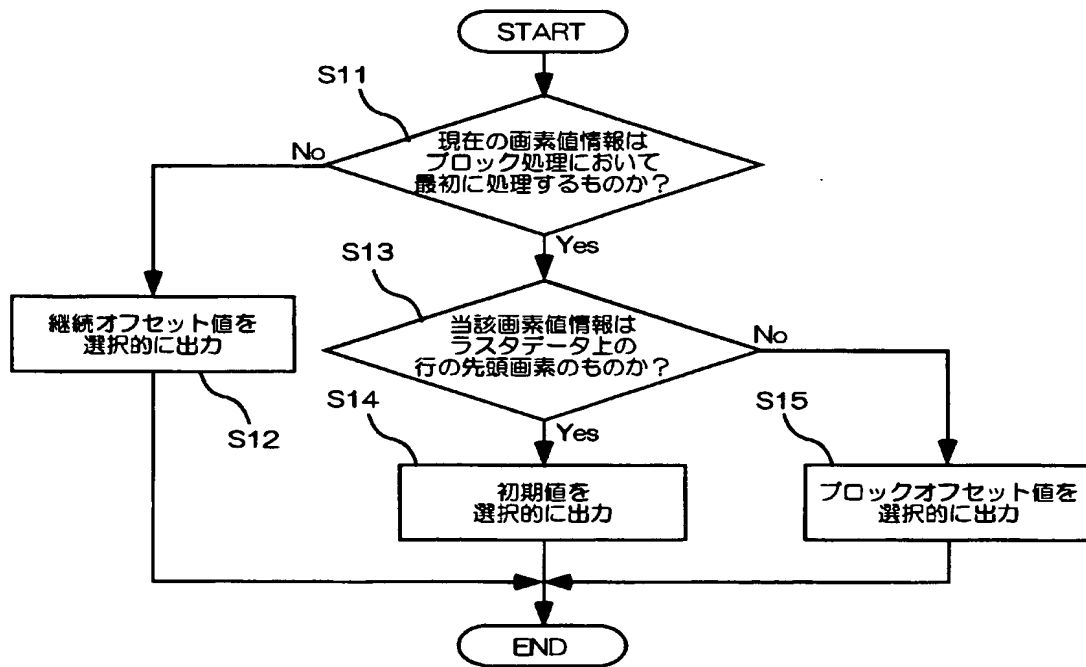 START
S11
現在の画素値情報は
ブロック処理において
最初に処理するものか？
No
Yes
S13
継続オフセット値を
選択的に出力
S12
当該画素値情報は
ラスタデータ上の
行の先頭画素のものか？
No
Yes
S14
S15
初期値を
選択的に出力
ブロックオフセット値を
選択的に出力
END